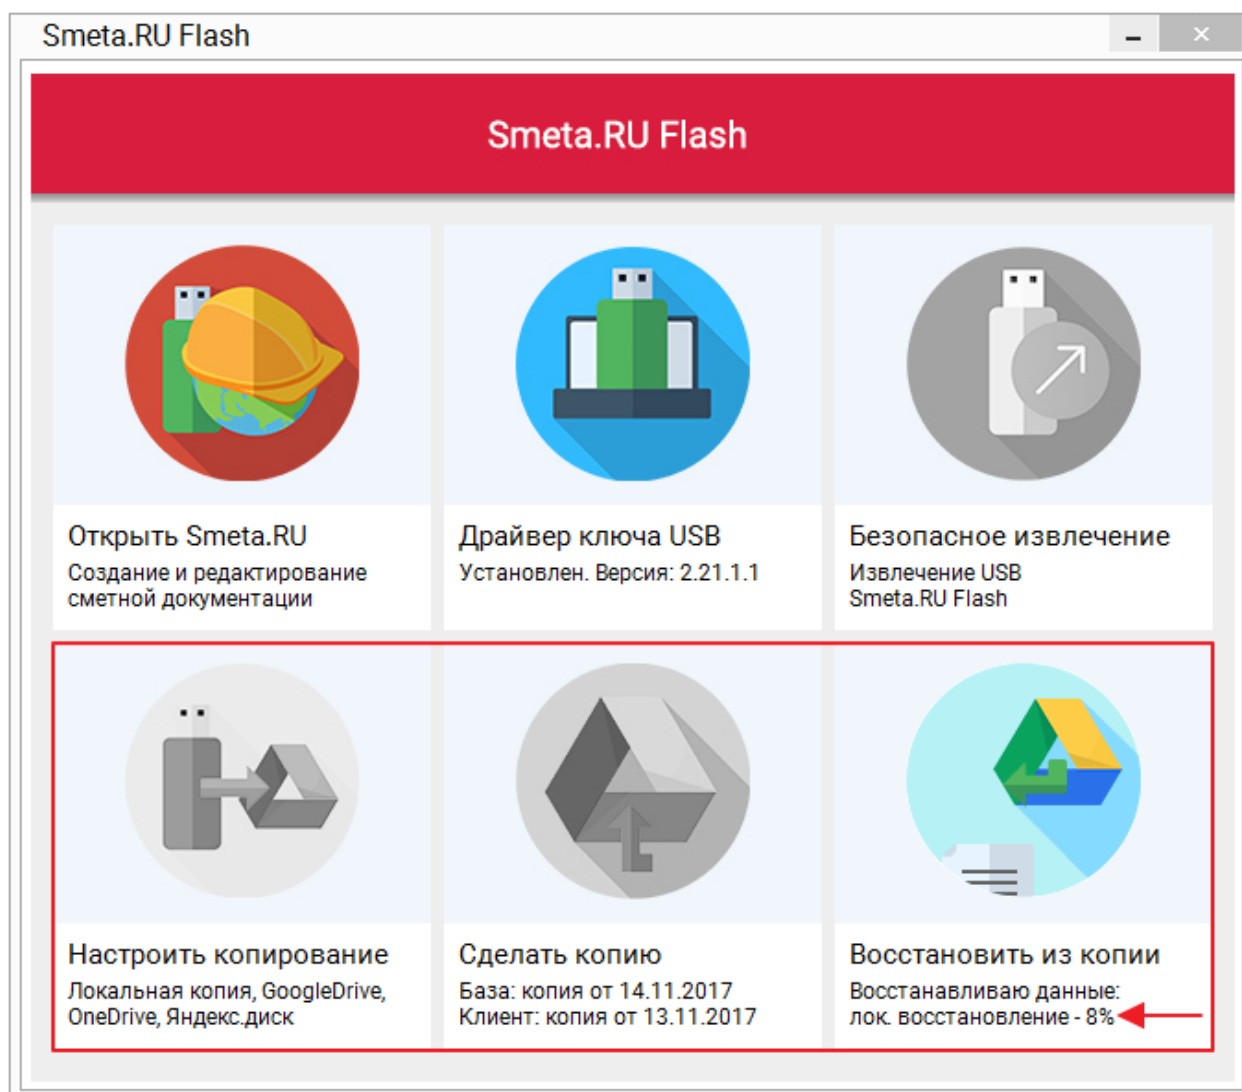 Smeta.RU Flash
Smeta.RU Flash
Открыть Smeta.RU
Создание и редактирование
сметной документации
Драйвер ключа USB
Установлен. Версия: 2.21.1.1
Безопасное извлечение
Извлечение USB
Smeta.RU Flash
Настроить копирование
Локальная копия, GoogleDrive,
OneDrive, Яндекс.диск
Сделать копию
База: копия от 14.11.2017
Клиент: копия от 13.11.2017
Восстановить из копии
Восстанавливаю данные:
лок. восстановление - 8%